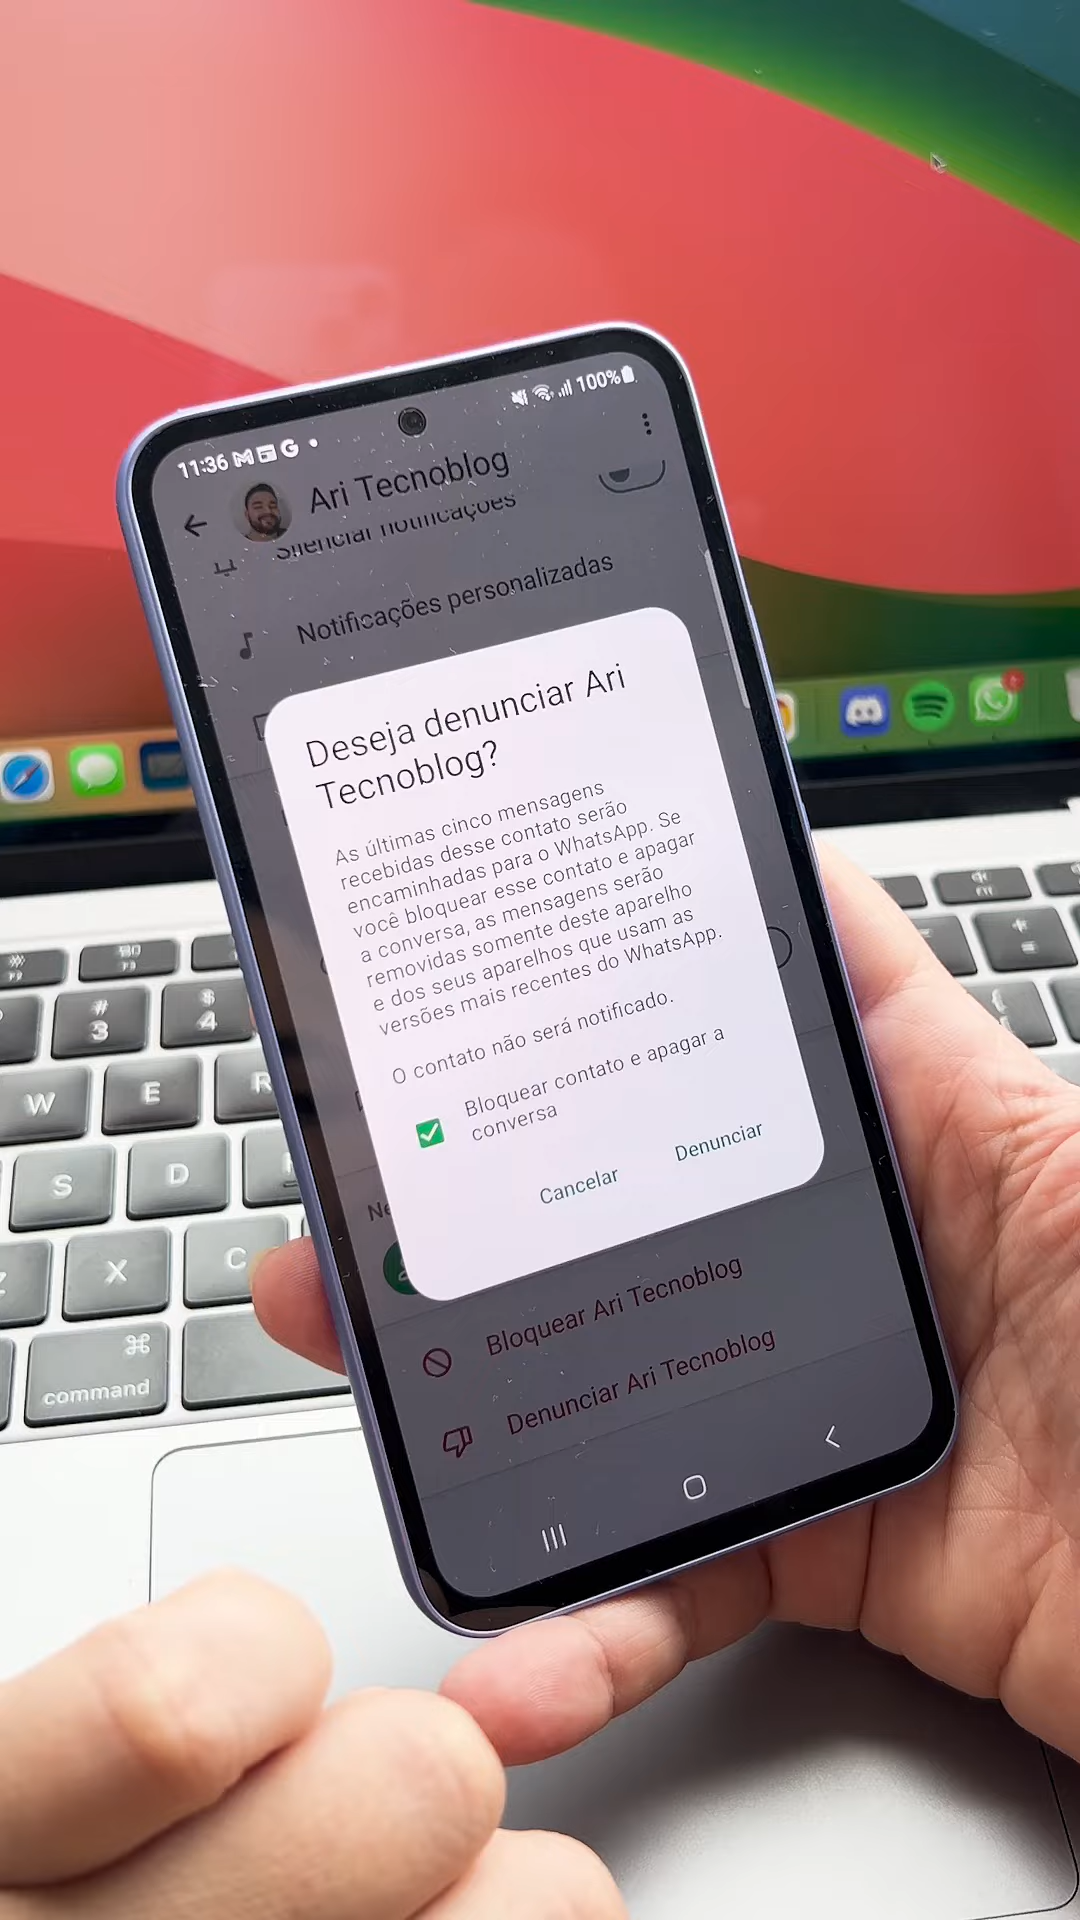 11:36
100%
Ari Tecnoblog
Silenciar notificações
Notificações personalizadas
Deseja denunciar Ari
Tecnoblog?
As últimas cinco mensagens
recebidas desse contato serão
encaminhadas para o WhatsApp. Se
você bloquear esse contato e apagar
a conversa, as mensagens serão
removidas somente deste aparelho
e dos seus aparelhos que usam as
versões mais recentes do WhatsApp.
O contato não será notificado.
Bloquear contato e apagar a
conversa
Cancelar
Denunciar
Ne
Bloquear Ari Tecnoblog
Denunciar Ari Tecnoblog
#
3
$
4
W
E
R
S
D
X
C
⌘
command